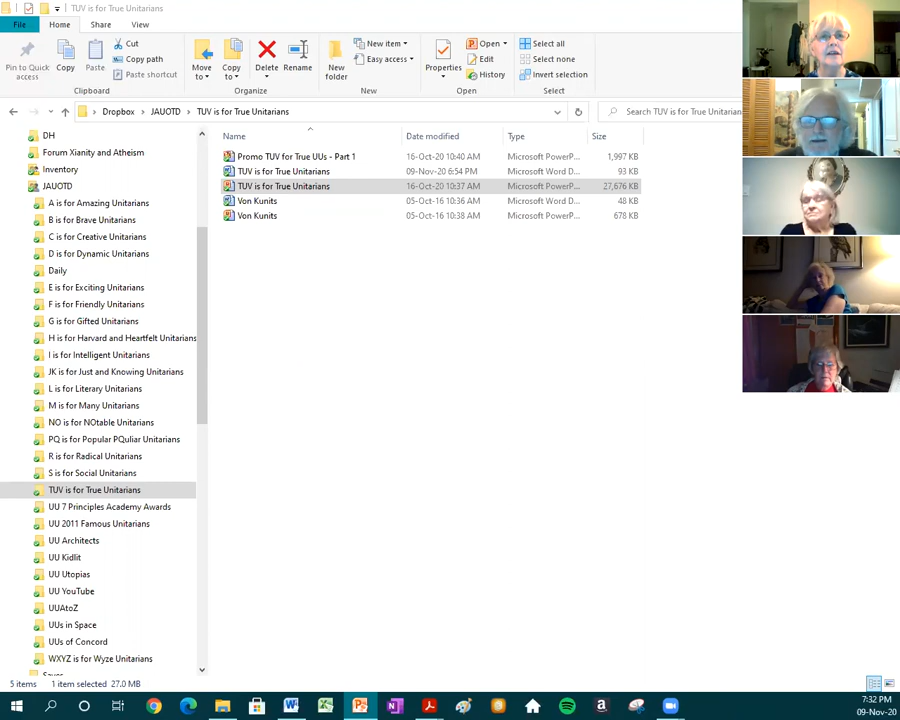 TUV is for True Unitarians
File Home Share View
Pin to Quick access
Copy
Paste
Cut
Copy path
Paste shortcut
Move to
Copy to
Delete
Rename
New folder
New item
Easy access
Properties
Open
Edit
History
Select all
Select none
Invert selection
Clipboard Organize New Open Select
Dropbox JAUOTD TUV is for True Unitarians
Search TUV is for True Unitarian
DH
Forum Xianity and Atheism
Inventory
JAUOTD
A is for Amazing Unitarians
B is for Brave Unitarians
C is for Creative Unitarians
D is for Dynamic Unitarians
Daily
E is for Exciting Unitarians
F is for Friendly Unitarians
G is for Gifted Unitarians
H is for Harvard and Heartfelt Unitarians
I is for Intelligent Unitarians
JK is for Just and Knowing Unitarians
L is for Literary Unitarians
M is for Many Unitarians
NO is for NOtable Unitarians
PQ is for Popular PQuliar Unitarians
R is for Radical Unitarians
S is for Social Unitarians
TUV is for True Unitarians
UU 7 Principles Academy Awards
UU 2011 Famous Unitarians
UU Architects
UU Kidlit
UU Utopias
UU YouTube
UUAtoZ
UUs in Space
UUs of Concord
WXYZ is for Wyze Unitarians
Name Date modified Type Size
Promo TUV for True UUs - Part 1 16-Oct-20 10:40 AM Microsoft PowerP... 1,997 KB
TUV is for True Unitarians 09-Nov-20 6:54 PM Microsoft Word D... 93 KB
TUV is for True Unitarians 16-Oct-20 10:37 AM Microsoft PowerP... 27,676 KB
Von Kunits 05-Oct-16 10:36 AM Microsoft Word D... 48 KB
Von Kunits 05-Oct-16 10:38 AM Microsoft PowerP... 678 KB
5 items 1 item selected 27.0 MB
7:32 PM
09-Nov-20